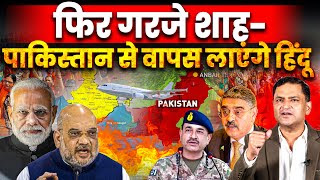 फिर गरजे शाह-
पाकिस्तान से वापस लाएंगे हिंदू
PAKISTAN